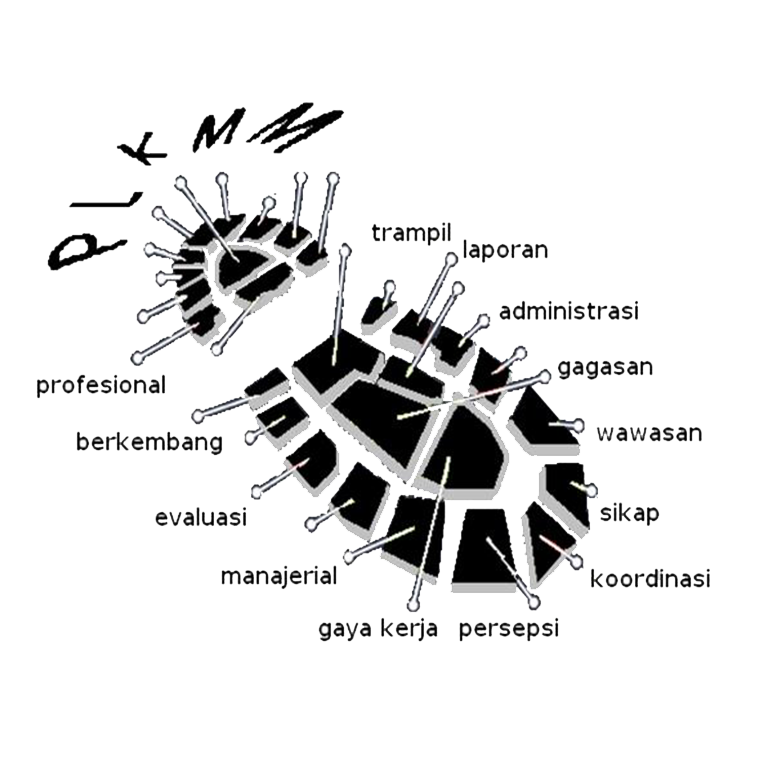 PLKMM
trampil
laporan
administrasi
gagasan
profesional
wawasan
berkembang
sikap
evaluasi
manajerial
koordinasi
gaya kerja
persepsi